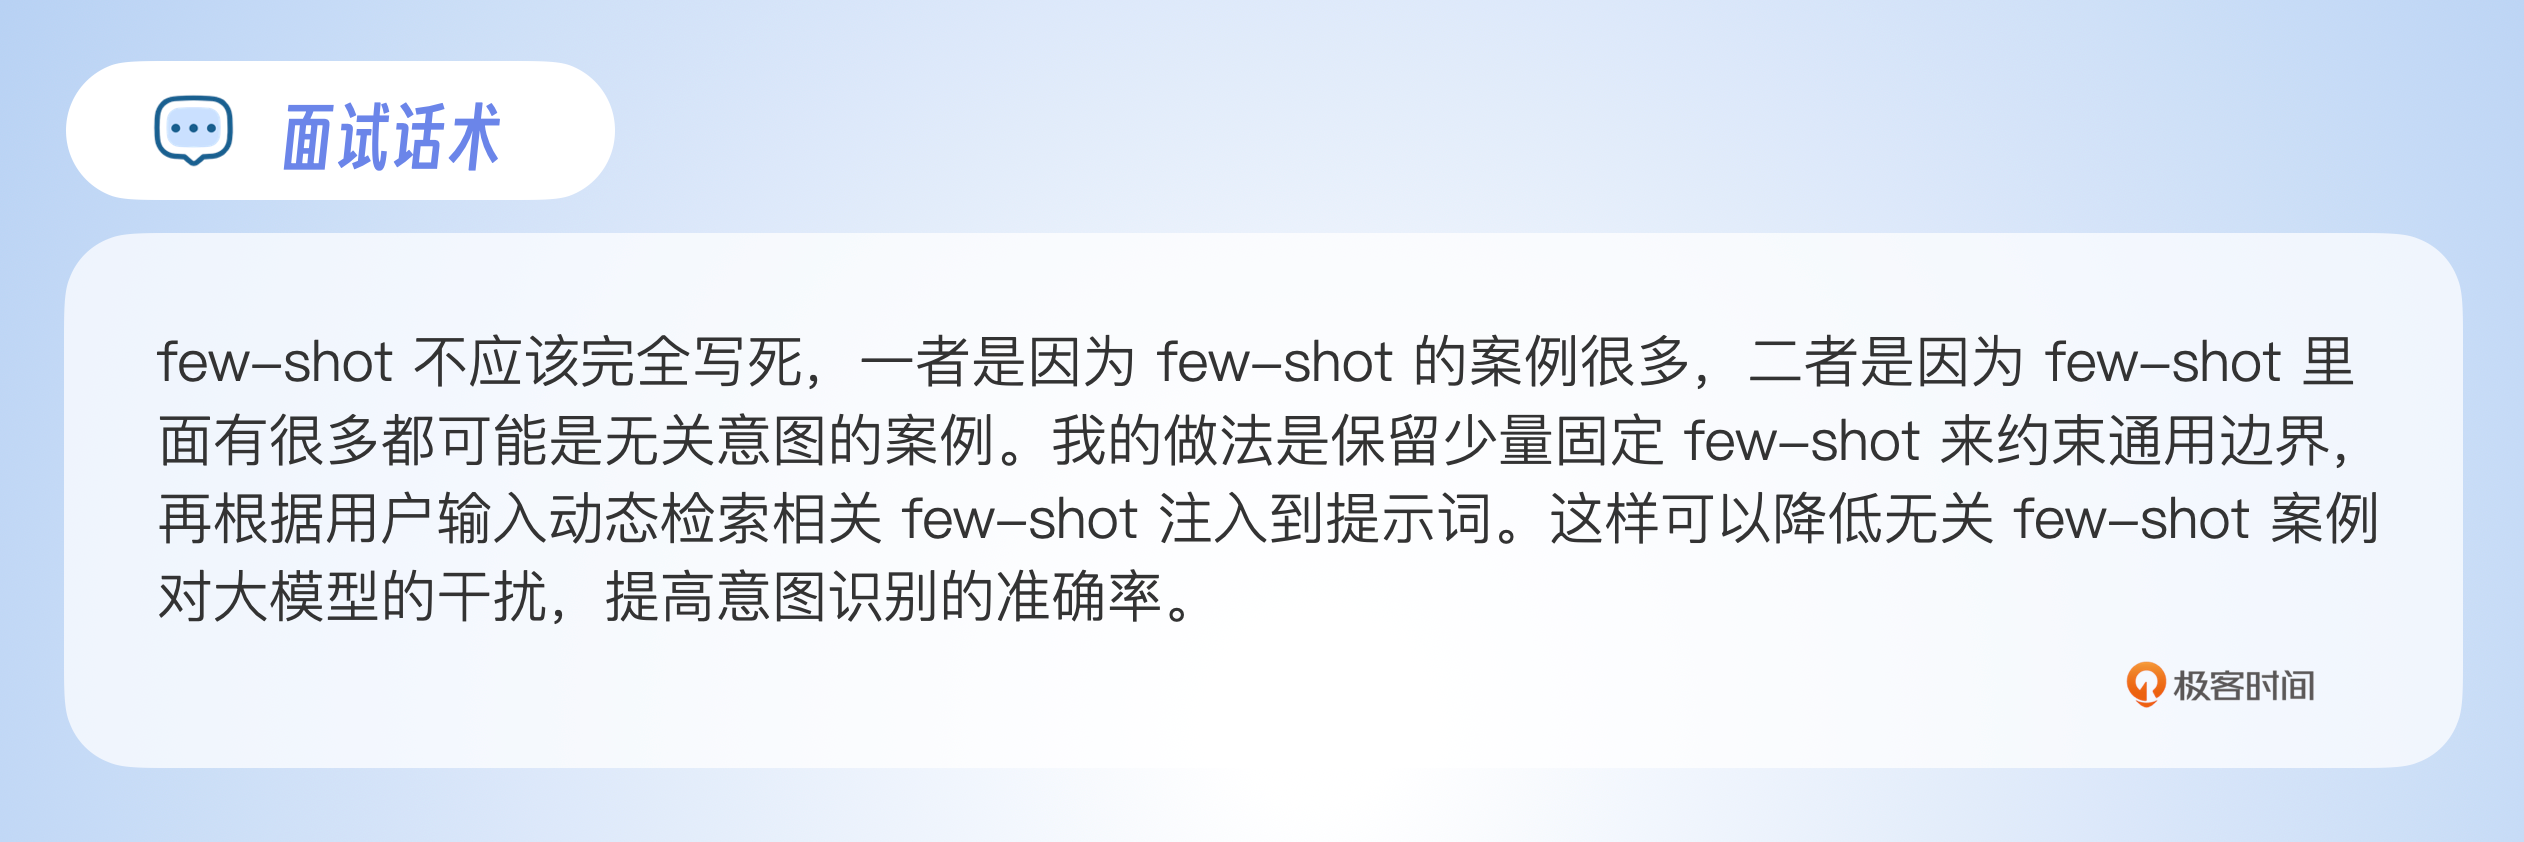 面试话术
few-shot 不应该完全写死，一者是因为 few-shot 的案例很多，二者是因为 few-shot 里
面有很多都可能是无关意图的案例。我的做法是保留少量固定 few-shot 来约束通用边界，
再根据用户输入动态检索相关 few-shot 注入到提示词。这样可以降低无关 few-shot 案例
对大模型的干扰，提高意图识别的准确率。
极客时间